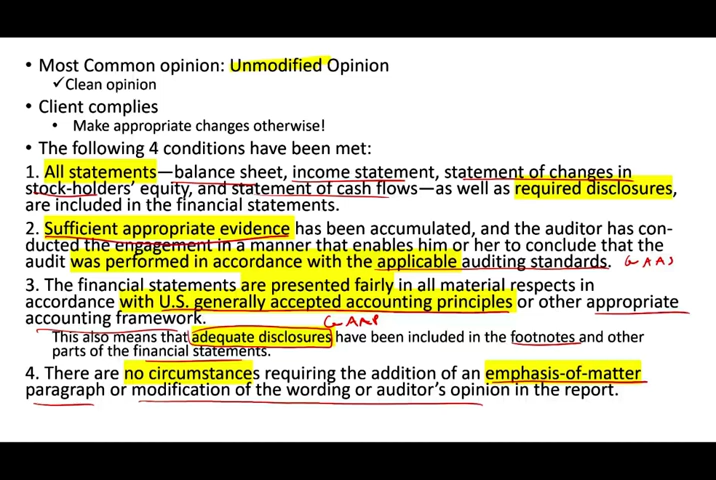 • Most Common opinion: Unmodified Opinion
✓Clean opinion
• Client complies
• Make appropriate changes otherwise!
• The following 4 conditions have been met:
1. All statements—balance sheet, income statement, statement of changes in
stock-holders’ equity, and statement of cash flows—as well as required disclosures,
are included in the financial statements.
2. Sufficient appropriate evidence has been accumulated, and the auditor has con-
ducted the engagement in a manner that enables him or her to conclude that the
audit was performed in accordance with the applicable auditing standards. GAAS
3. The financial statements are presented fairly in all material respects in
accordance with U.S. generally accepted accounting principles or other appropriate
accounting framework. GAAP
This also means that adequate disclosures have been included in the footnotes and other
parts of the financial statements.
4. There are no circumstances requiring the addition of an emphasis-of-matter
paragraph or modification of the wording or auditor’s opinion in the report.